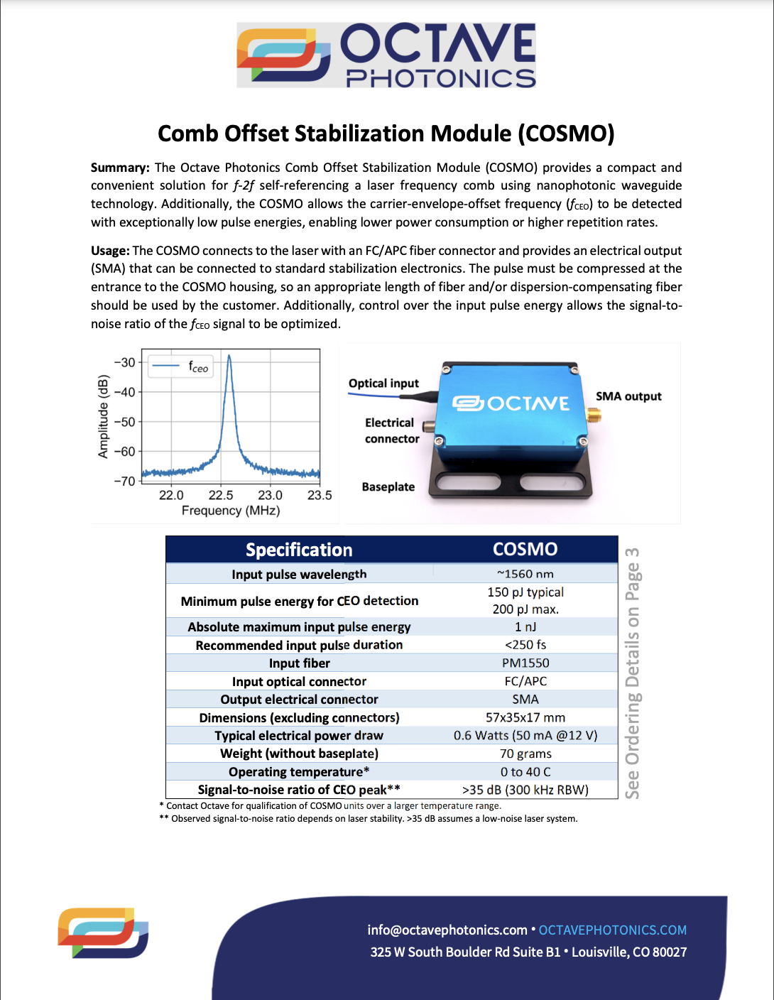 OCTAVE
PHOTONICS
Comb Offset Stabilization Module (COSMO)
Summary: The Octave Photonics Comb Offset Stabilization Module (COSMO) provides a compact and
convenient solution for f-2f self-referencing a laser frequency comb using nanophotonic waveguide
technology. Additionally, the COSMO allows the carrier-envelope-offset frequency (fCEO) to be detected
with exceptionally low pulse energies, enabling lower power consumption or higher repetition rates.
Usage: The COSMO connects to the laser with an FC/APC fiber connector and provides an electrical output
(SMA) that can be connected to standard stabilization electronics. The pulse must be compressed at the
entrance to the COSMO housing, so an appropriate length of fiber and/or dispersion-compensating fiber
should be used by the customer. Additionally, control over the input pulse energy allows the signal-to-
noise ratio of the fCEO signal to be optimized.
Amplitude (dB)
−30
−40
−50
−60
−70
fceo
22.0 22.5 23.0 23.5
Frequency (MHz)
Optical input
Electrical
connector
Baseplate
OCTAVE
SMA output
Specification COSMO
Input pulse wavelength ~1560 nm
Minimum pulse energy for CEO detection 150 pJ typical
200 pJ max.
Absolute maximum input pulse energy 1 nJ
Recommended input pulse duration <250 fs
Input fiber PM1550
Input optical connector FC/APC
Output electrical connector SMA
Dimensions (excluding connectors) 57x35x17 mm
Typical electrical power draw 0.6 Watts (50 mA @12 V)
Weight (without baseplate) 70 grams
Operating temperature* 0 to 40 C
Signal-to-noise ratio of CEO peak** >35 dB (300 kHz RBW)
See Ordering Details on Page 3
* Contact Octave for qualification of COSMO units over a larger temperature range.
** Observed signal-to-noise ratio depends on laser stability. >35 dB assumes a low-noise laser system.
info@octavephotonics.com • OCTAVEPHOTONICS.COM
325 W South Boulder Rd Suite B1 • Louisville, CO 80027